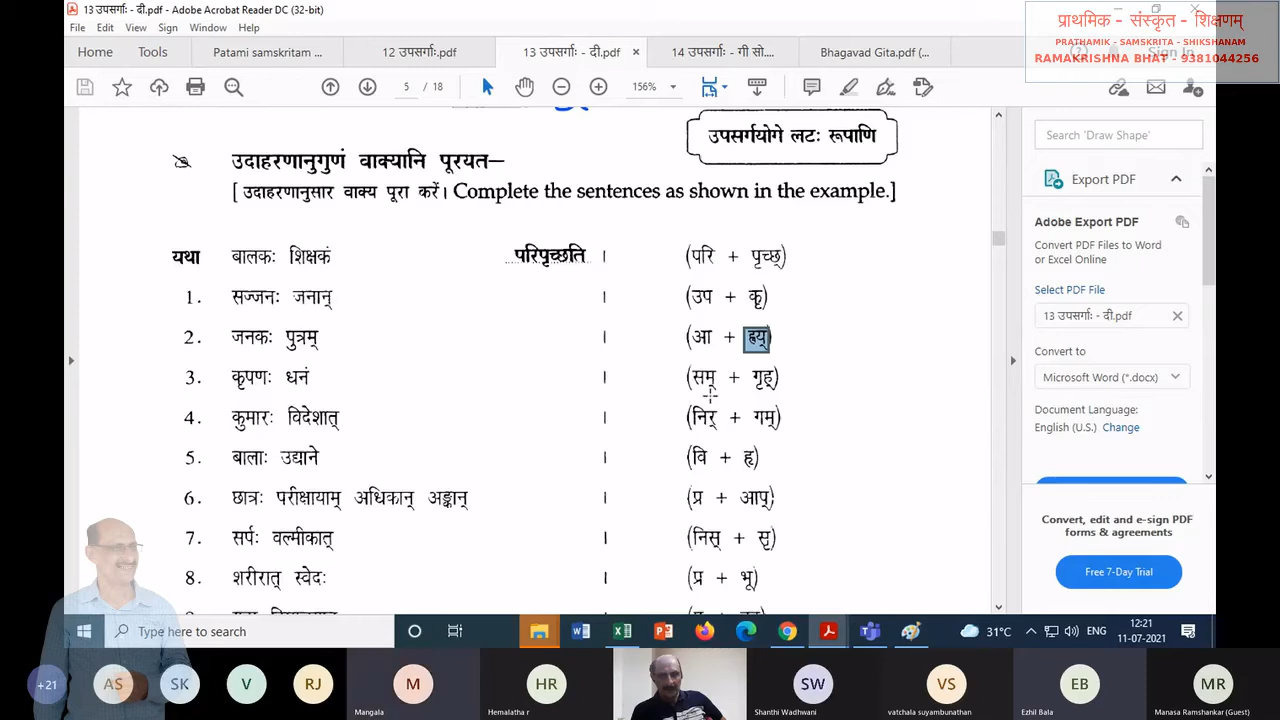 13 उपसर्गाः - दी.pdf - Adobe Acrobat Reader DC (32-bit)
प्राथमिक - संस्कृत - शिक्षणम्
PRATHAMIK - SAMSKRITA - SHIKSHANAM
RAMAKRISHNA BHAT - 9381044256
File Edit View Sign Window Help
Home Tools Patami samskritam ... 12 उपसर्गाः.pdf 13 उपसर्गाः - दी.pdf × 14 उपसर्गाः - गी सो.... Bhagavad Gita.pdf (... Sign In
5 / 18 156%
उपसर्गयोगे लटः रूपाणि
उदाहरणानुगुणं वाक्यानि पूरयत—
[ उदाहरणानुसार वाक्य पूरा करें। Complete the sentences as shown in the example.]
यथा बालकः शिक्षकं परिपृच्छति । (परि + पृच्छ्)
1. सज्जनः जनान् । (उप + कृ)
2. जनकः पुत्रम् । (आ + ह्वय्)
3. कृपणः धनं । (सम् + गृह्)
4. कुमारः विदेशात् । (निर् + गम्)
5. बालाः उद्याने । (वि + हृ)
6. छात्रः परीक्षायाम् अधिकान् अङ्कान् । (प्र + आप्)
7. सर्पः वल्मीकात् । (निस् + सृ)
8. शरीरात् स्वेदः । (प्र + भू)
Search 'Draw Shape'
Export PDF
Adobe Export PDF
Convert PDF Files to Word
or Excel Online
Select PDF File
13 उपसर्गाः - दी.pdf ×
Convert to
Microsoft Word (*.docx)
Document Language:
English (U.S.) Change
Convert, edit and e-sign PDF
forms & agreements
Free 7-Day Trial
Type here to search
31°C ENG 12:21
11-07-2021
+21 AS SK V RJ M HR SW VS EB MR
Mangala Hemalatha r Shanthi Wadhwani vatchala suyambunathan Ezhil Bala Manasa Ramshankar (Guest)